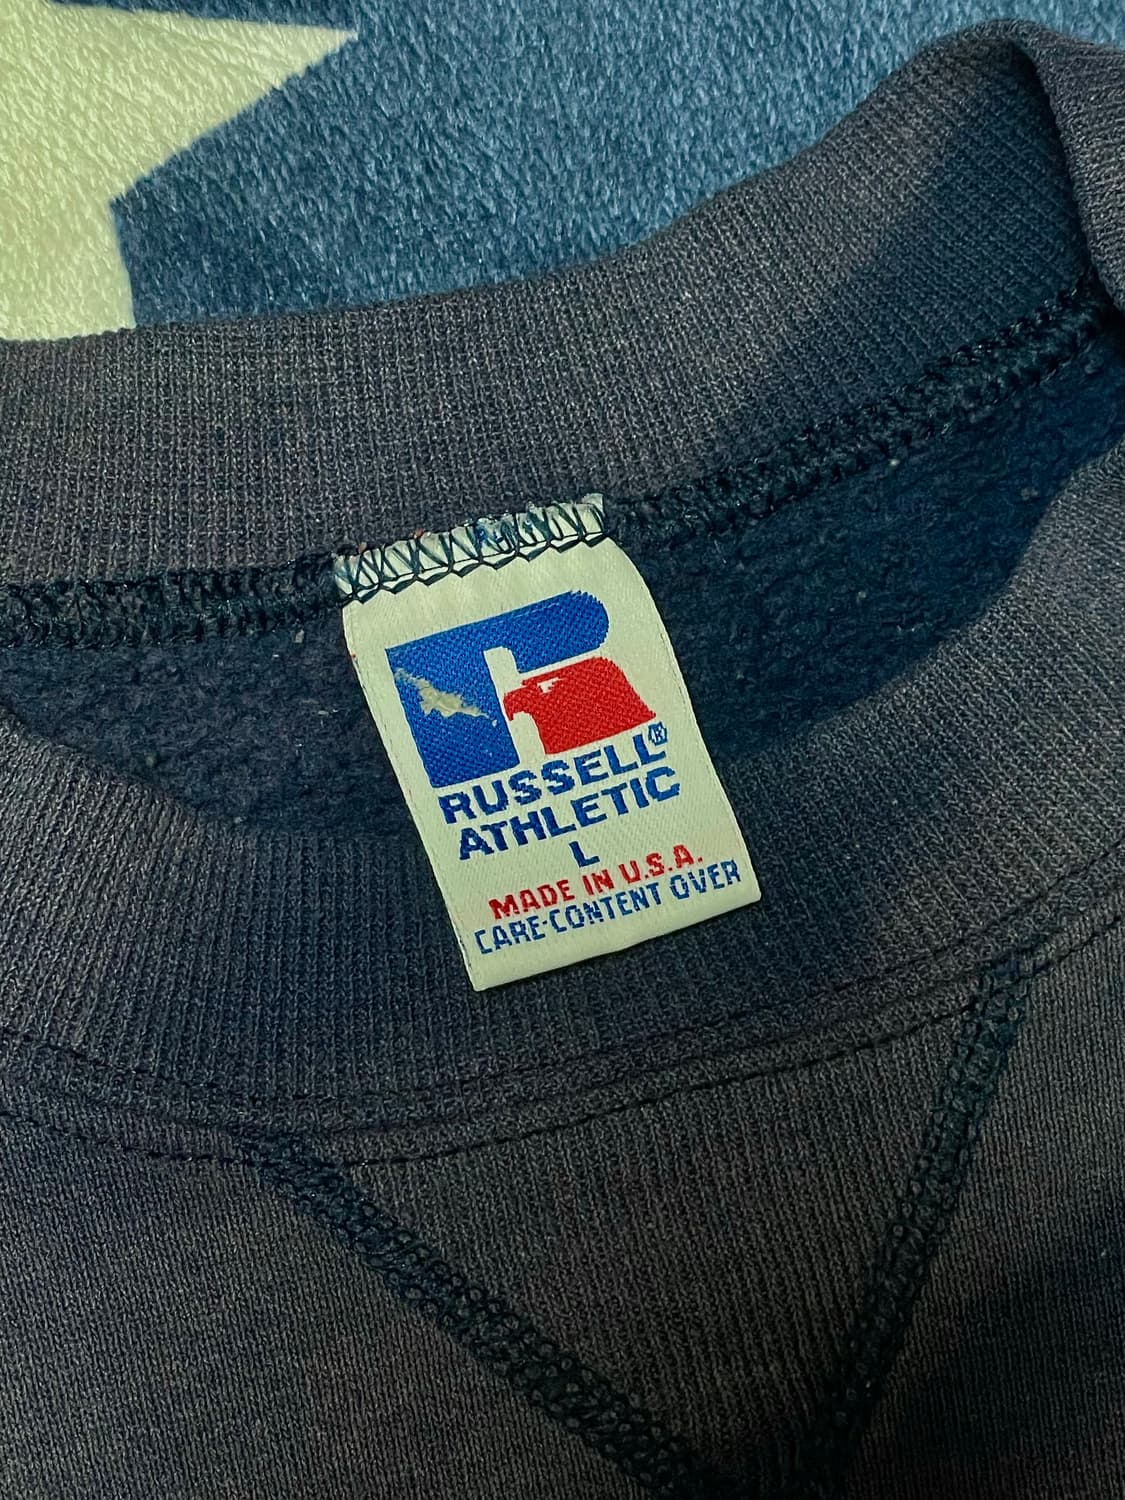 RUSSELL®
ATHLETIC
L
MADE IN U.S.A.
CARE-CONTENT OVER